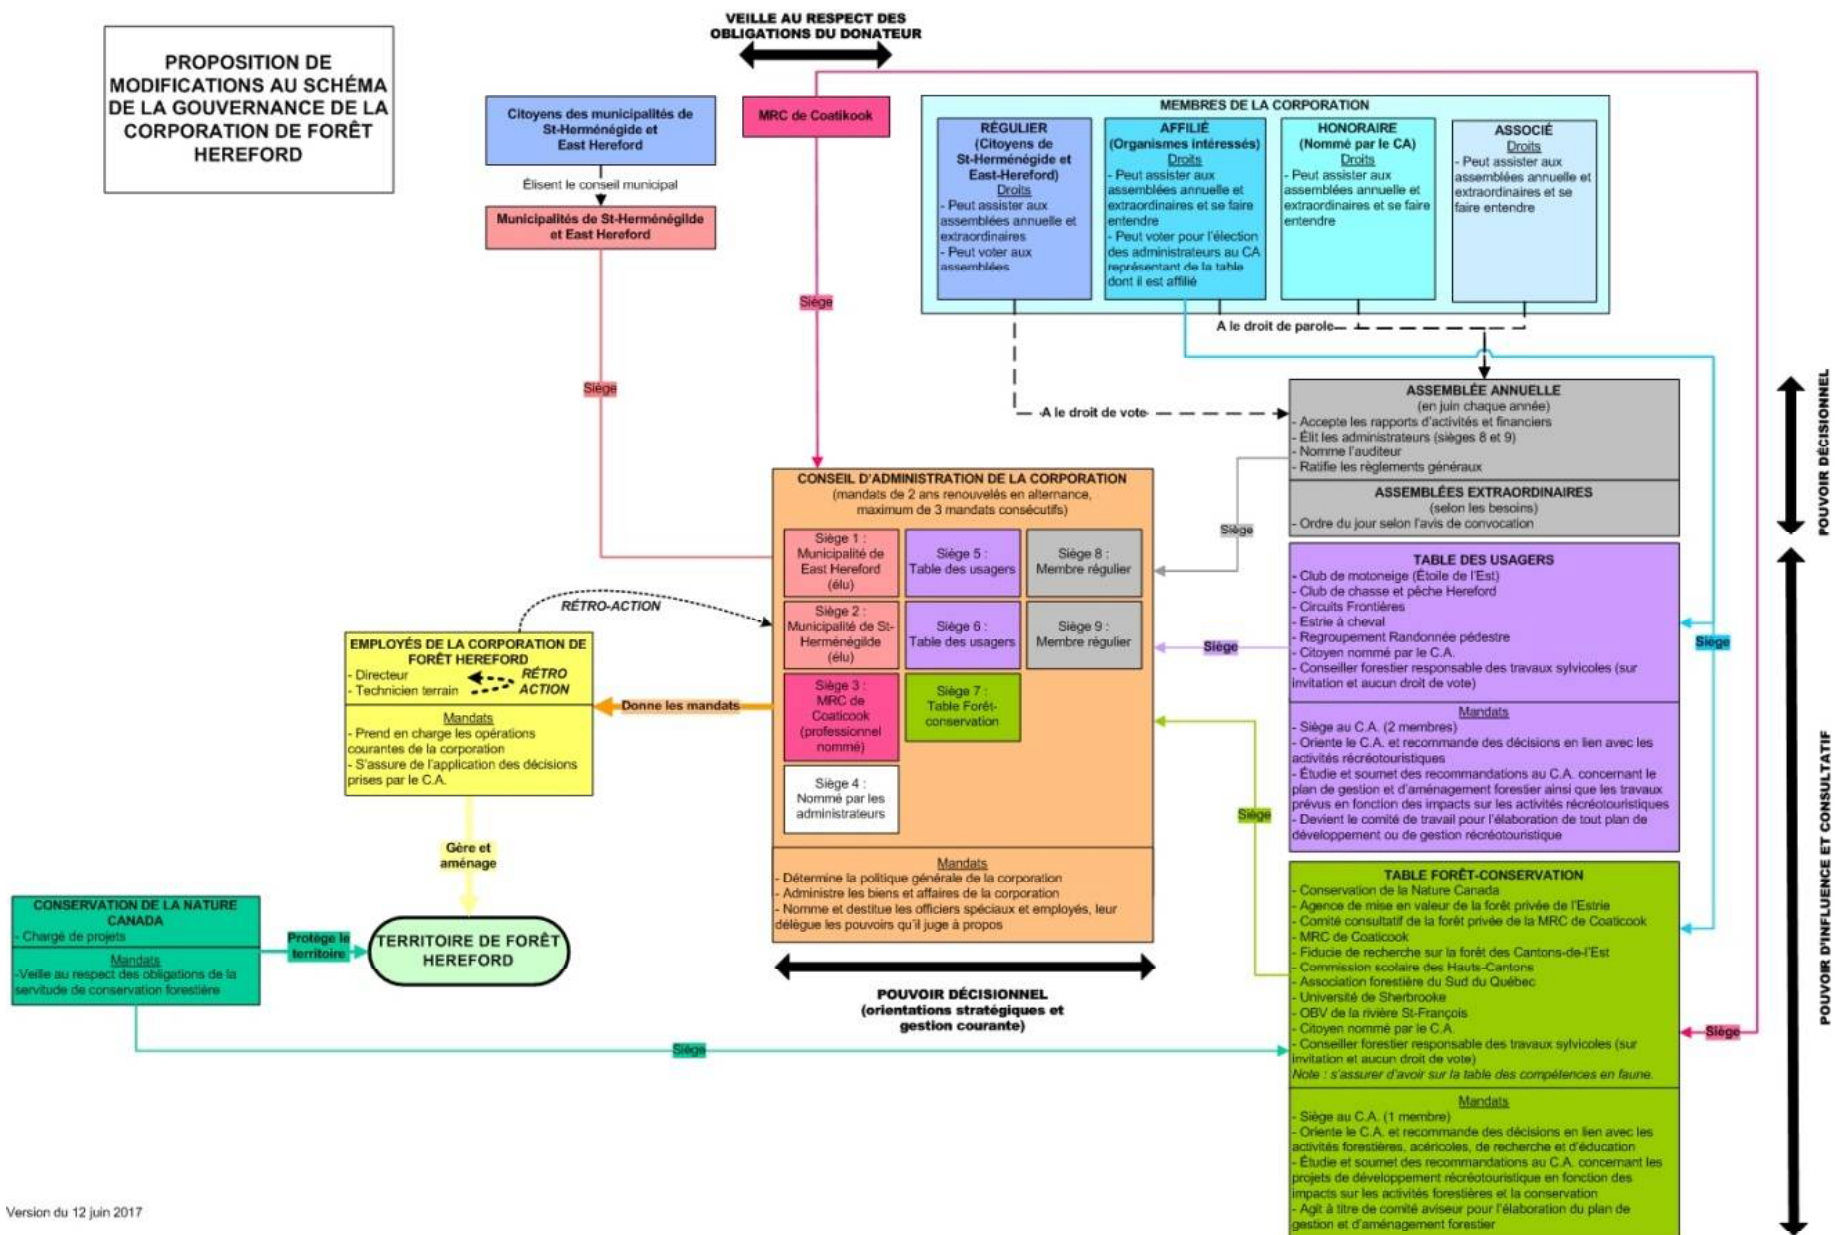 PROPOSITION DE
MODIFICATIONS AU SCHÉMA
DE LA GOUVERNANCE DE LA
CORPORATION DE FORÊT
HEREFORD
VEILLE AU RESPECT DES
OBLIGATIONS DU DONATEUR
Citoyens des municipalités de
St-Herménégide et
East Hereford
Élisent le conseil municipal
Municipalités de St-Herménégilde
et East Hereford
Siège
MRC de Coatikook
Siège
MEMBRES DE LA CORPORATION
RÉGULIER
(Citoyens de
St-Herménégide et
East-Hereford)
Droits
- Peut assister aux
assemblées annuelle et
extraordinaires
- Peut voter aux
assemblées
AFFILIÉ
(Organismes intéressés)
Droits
- Peut assister aux
assemblées annuelle et
extraordinaires et se faire
entendre
- Peut voter pour l'élection
des administrateurs au CA
représentant de la table
dont il est affilié
HONORAIRE
(Nommé par le CA)
Droits
- Peut assister aux
assemblées annuelle et
extraordinaires et se faire
entendre
ASSOCIÉ
Droits
- Peut assister aux
assemblées annuelle et
extraordinaires et se
faire entendre
A le droit de parole
A le droit de vote
ASSEMBLÉE ANNUELLE
(en juin chaque année)
- Accepte les rapports d'activités et financiers
- Élit les administrateurs (sièges 8 et 9)
- Nomme l'auditeur
- Ratifie les règlements généraux
ASSEMBLÉES EXTRAORDINAIRES
(selon les besoins)
- Ordre du jour selon l'avis de convocation
Siège
POUVOIR DÉCISIONNEL
CONSEIL D'ADMINISTRATION DE LA CORPORATION
(mandats de 2 ans renouvelés en alternance,
maximum de 3 mandats consécutifs)
Siège 1 :
Municipalité de
East Hereford
(élu)
Siège 5 :
Table des usagers
Siège 8 :
Membre régulier
Siège 2 :
Municipalité de St-
Herménégilde
(élu)
Siège 6 :
Table des usagers
Siège 9 :
Membre régulier
Siège 3 :
MRC de
Coaticook
(professionnel
nommé)
Siège 7 :
Table Forêt-
conservation
Siège 4 :
Nommé par les
administrateurs
Mandats
- Détermine la politique générale de la corporation
- Administre les biens et affaires de la corporation
- Nomme et destitue les officiers spéciaux et employés, leur
délègue les pouvoirs qu'il juge à propos
POUVOIR DÉCISIONNEL
(orientations stratégiques et
gestion courante)
RÉTRO-ACTION
EMPLOYÉS DE LA CORPORATION DE
FORÊT HEREFORD
- Directeur
- Technicien terrain
RÉTRO
ACTION
Mandats
- Prend en charge les opérations
courantes de la corporation
- S'assure de l'application des décisions
prises par le C.A.
Donne les mandats
Gère et
aménage
CONSERVATION DE LA NATURE
CANADA
- Chargé de projets
Mandats
-Veille au respect des obligations de la
servitude de conservation forestière
Protège le
territoire
TERRITOIRE DE FORÊT
HEREFORD
Siège
TABLE DES USAGERS
- Club de motoneige (Étoile de l'Est)
- Club de chasse et pêche Hereford
- Circuits Frontières
- Estrie à cheval
- Regroupement Randonnée pédestre
- Citoyen nommé par le C.A.
- Conseiller forestier responsable des travaux sylvicoles (sur
invitation et aucun droit de vote)
Mandats
- Siège au C.A. (2 membres)
- Oriente le C.A. et recommande des décisions en lien avec les
activités récréotouristiques
- Étudie et soumet des recommandations au C.A. concernant le
plan de gestion et d'aménagement forestier ainsi que les travaux
prévus en fonction des impacts sur les activités récréotouristiques
- Devient le comité de travail pour l'élaboration de tout plan de
développement ou de gestion récréotouristique
Siège
Siège
Siège
TABLE FORÊT-CONSERVATION
- Conservation de la Nature Canada
- Agence de mise en valeur de la forêt privée de l'Estrie
- Comité consultatif de la forêt privée de la MRC de Coaticook
- MRC de Coaticook
- Fiducie de recherche sur la forêt des Cantons-de-l'Est
- Commission scolaire des Hauts-Cantons
- Association forestière du Sud du Québec
- Université de Sherbrooke
- OBV de la rivière St-François
- Citoyen nommé par le C.A.
- Conseiller forestier responsable des travaux sylvicoles (sur
invitation et aucun droit de vote)
Note : s'assurer d'avoir sur la table des compétences en faune.
Mandats
- Siège au C.A. (1 membre)
- Oriente le C.A. et recommande des décisions en lien avec les
activités forestières, acéricoles, de recherche et d'éducation
- Étudie et soumet des recommandations au C.A. concernant les
projets de développement récréotouristique en fonction des
impacts sur les activités forestières et la conservation
- Agit à titre de comité aviseur pour l'élaboration du plan de
gestion et d'aménagement forestier
Siège
POUVOIR D'INFLUENCE ET CONSULTATIF
Version du 12 juin 2017